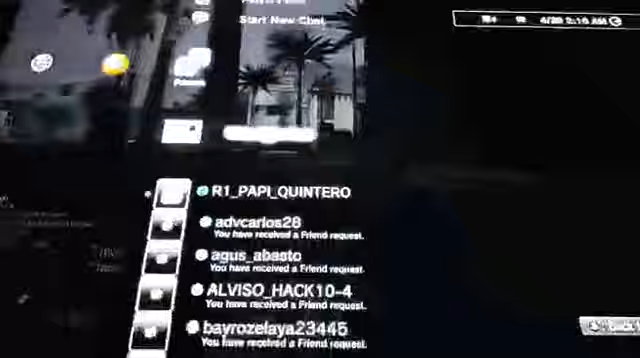 Start New Chat
4/28 2:10 AM
R1_PAPI_QUINTERO
advcarlos28
You have received a Friend request.
agus_abasto
You have received a Friend request.
ALVISO_HACK10-4
You have received a Friend request.
bayrozelaya23445
You have received a Friend request.